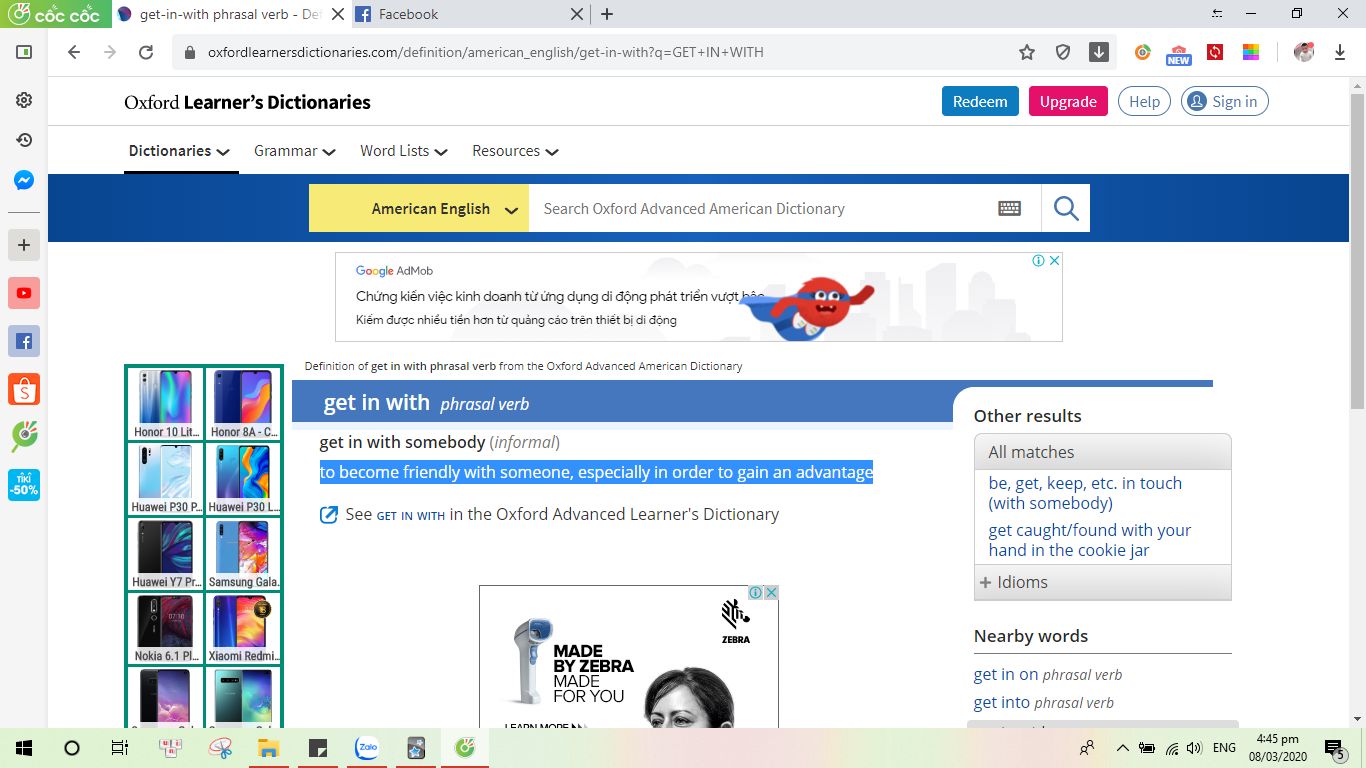 cốc cốc
get-in-with phrasal verb - Def
Facebook
oxfordlearnersdictionaries.com/definition/american_english/get-in-with?q=GET+IN+WITH
NEW
Oxford Learner's Dictionaries
Redeem
Upgrade
Help
Sign in
Dictionaries
Grammar
Word Lists
Resources
American English
Search Oxford Advanced American Dictionary
Google AdMob
Chứng kiến việc kinh doanh từ ứng dụng di động phát triển vượt
Kiếm được nhiều tiền hơn từ quảng cáo trên thiết bị di động
Definition of get in with phrasal verb from the Oxford Advanced American Dictionary
get in with phrasal verb
get in with somebody (informal)
to become friendly with someone, especially in order to gain an advantage
See GET IN WITH in the Oxford Advanced Learner's Dictionary
Other results
All matches
be, get, keep, etc. in touch
(with somebody)
get caught/found with your
hand in the cookie jar
+ Idioms
Nearby words
get in on phrasal verb
get into phrasal verb
Honor 10 Lit...
Honor 8A - C...
Huawei P30 P...
Huawei P30 L...
Huawei Y7 Pr...
Samsung Gala...
Nokia 6.1 Pl...
Xiaomi Redmi...
MADE
BY ZEBRA
MADE
FOR YOU
LEARN MORE
ZEBRA
TIKI
-50%
Zalo
ENG
4:45 pm
08/03/2020
5